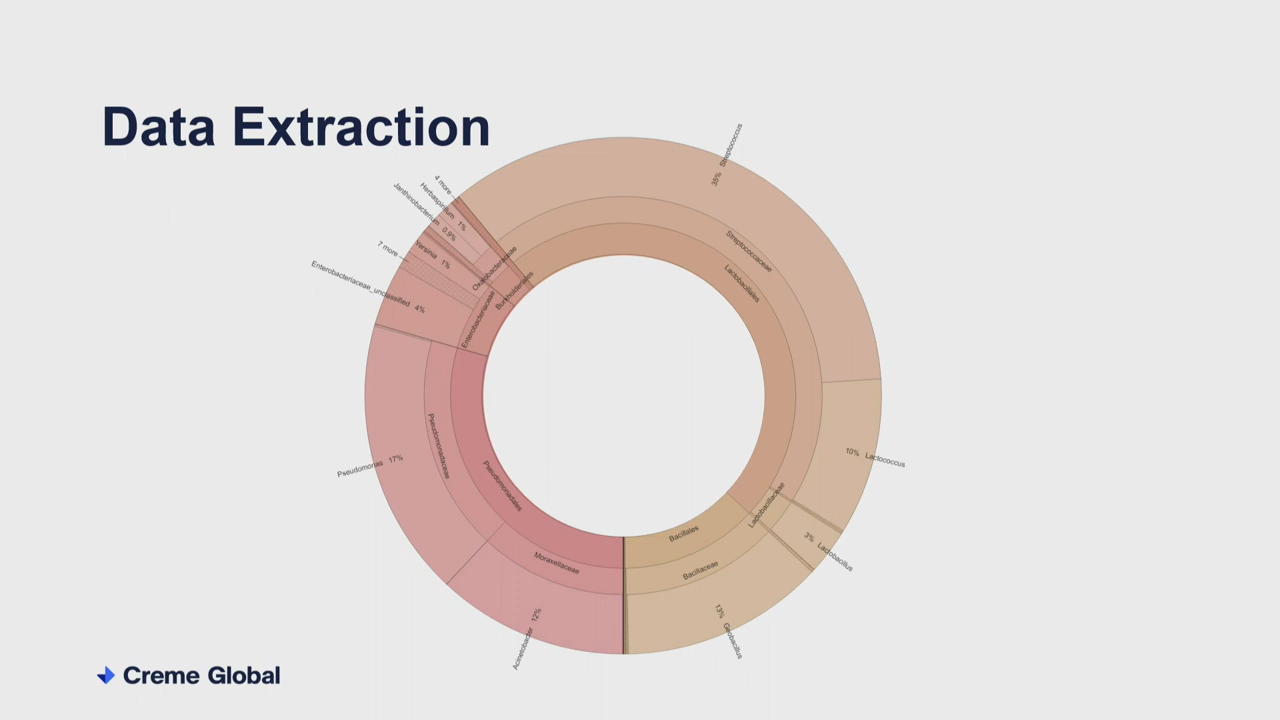 Data Extraction
35% Streptococcus
Streptococcaceae
Lactobacillales
10% Lactococcus
Lactobacillaceae
3% Lactobacillus
Bacillales
Bacillaceae
13% Geobacillus
Acinetobacter 12%
Moraxellaceae
Pseudomonadales
Pseudomonadaceae
Pseudomonas 17%
Enterobacteriaceae_unclassified 4%
Enterobacteriaceae
7 more
Yersinia 1%
Janthinobacterium 0.9%
Herbaspirillum 1%
4 more
Oxalobacteraceae
Burkholderiales
Creme Global